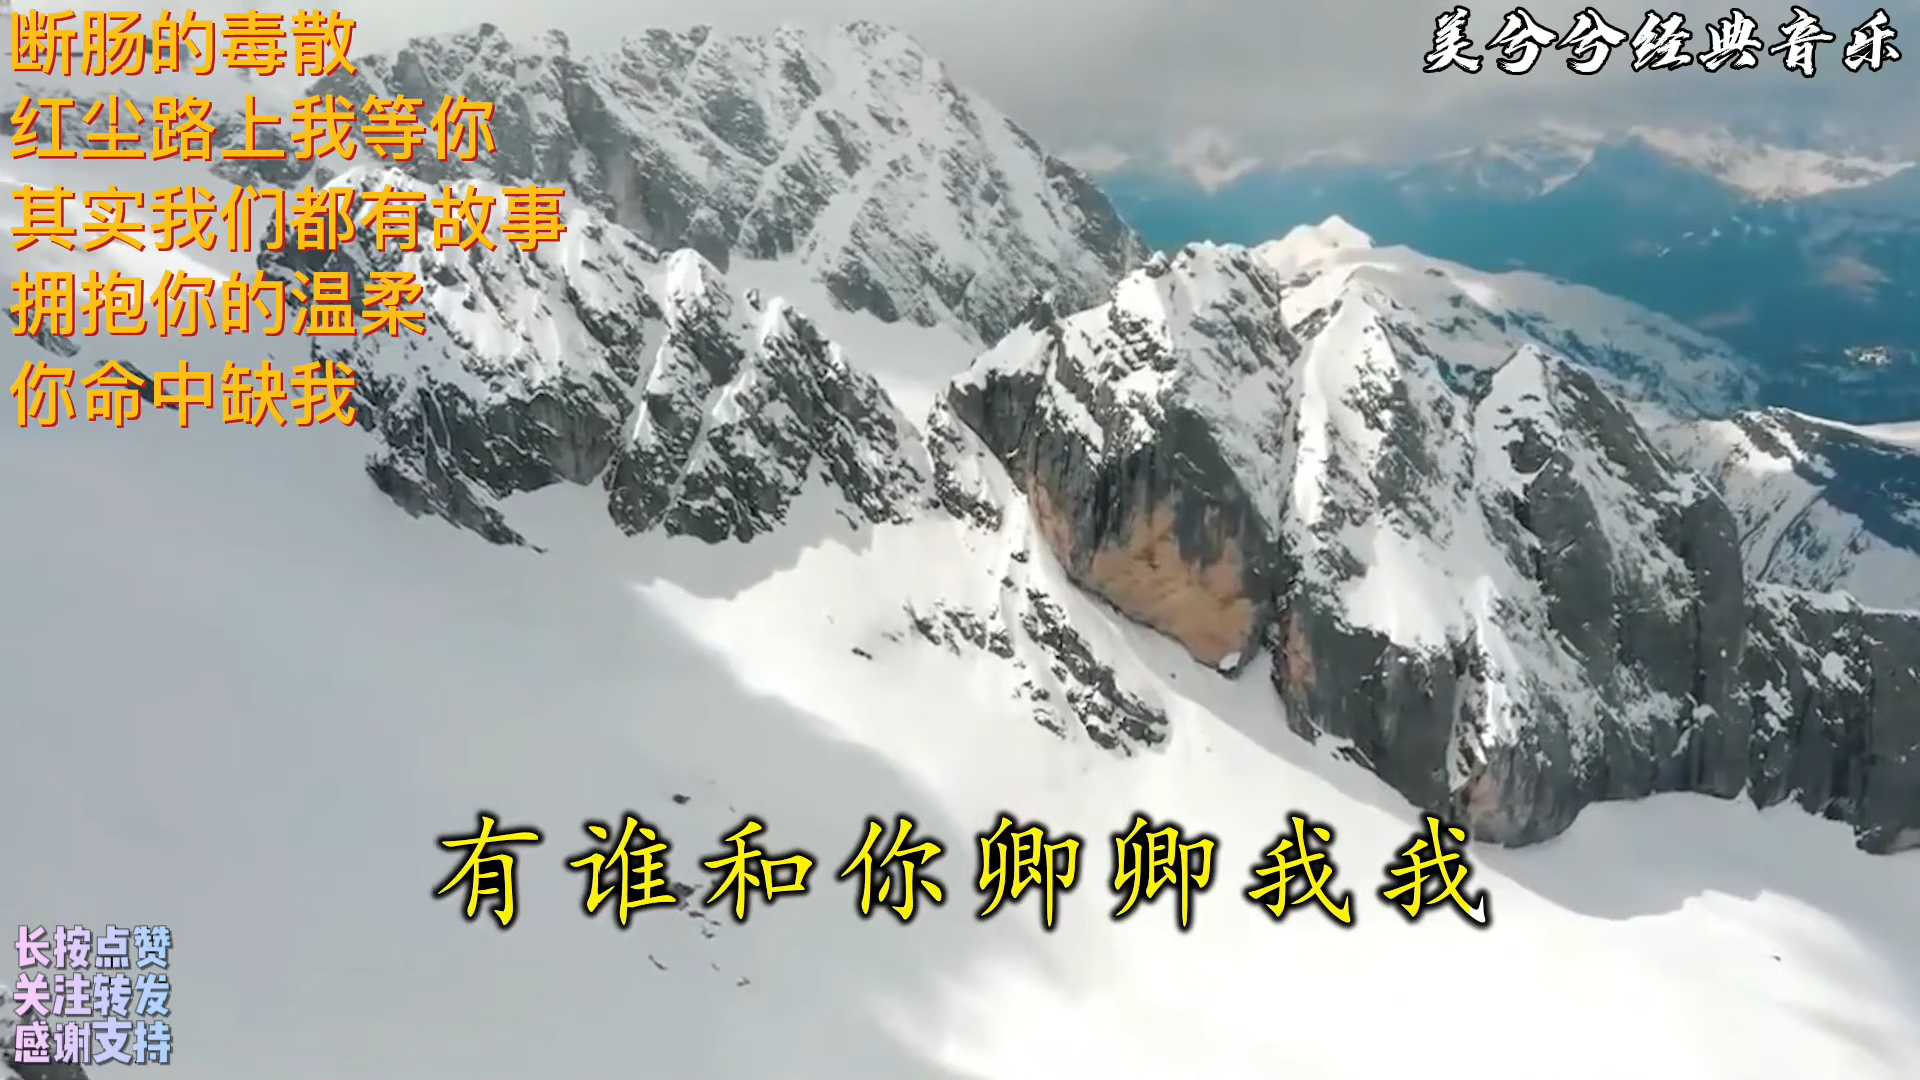 断肠的毒散
美兮兮经典音乐
红尘路上我等你
其实我们都有故事
拥抱你的温柔
你命中缺我
有谁和你卿卿我我
长按点赞
关注转发
感谢支持